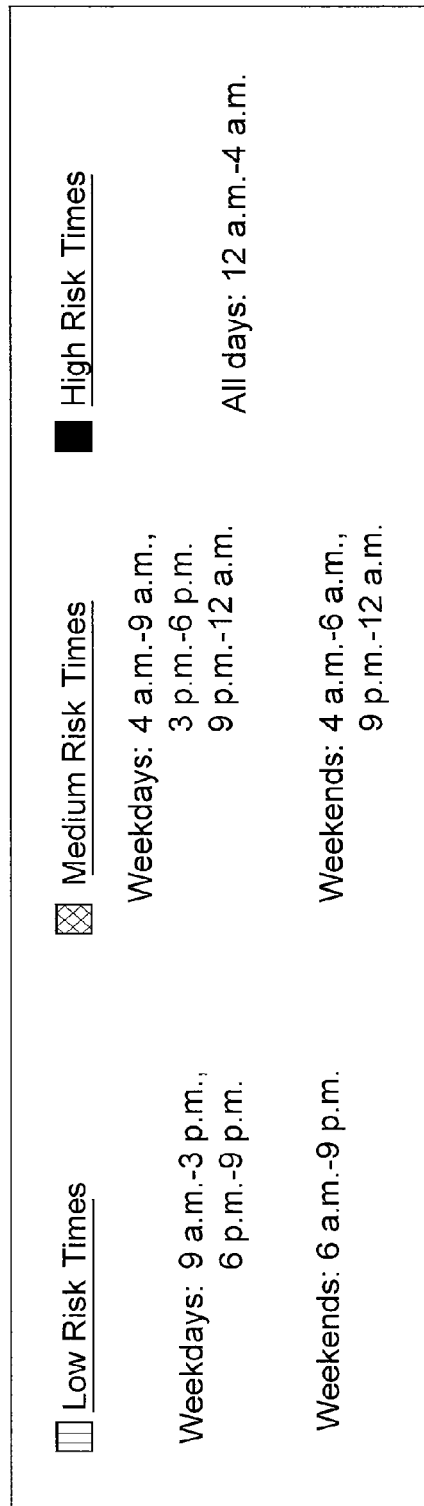 Low Risk Times
Weekdays: 9 a.m.-3 p.m.,
6 p.m.-9 p.m.
Weekends: 6 a.m.-9 p.m.
Medium Risk Times
Weekdays: 4 a.m.-9 a.m.,
3 p.m.-6 p.m.
9 p.m.-12 a.m.
Weekends: 4 a.m.-6 a.m.,
9 p.m.-12 a.m.
High Risk Times
All days: 12 a.m.-4 a.m.